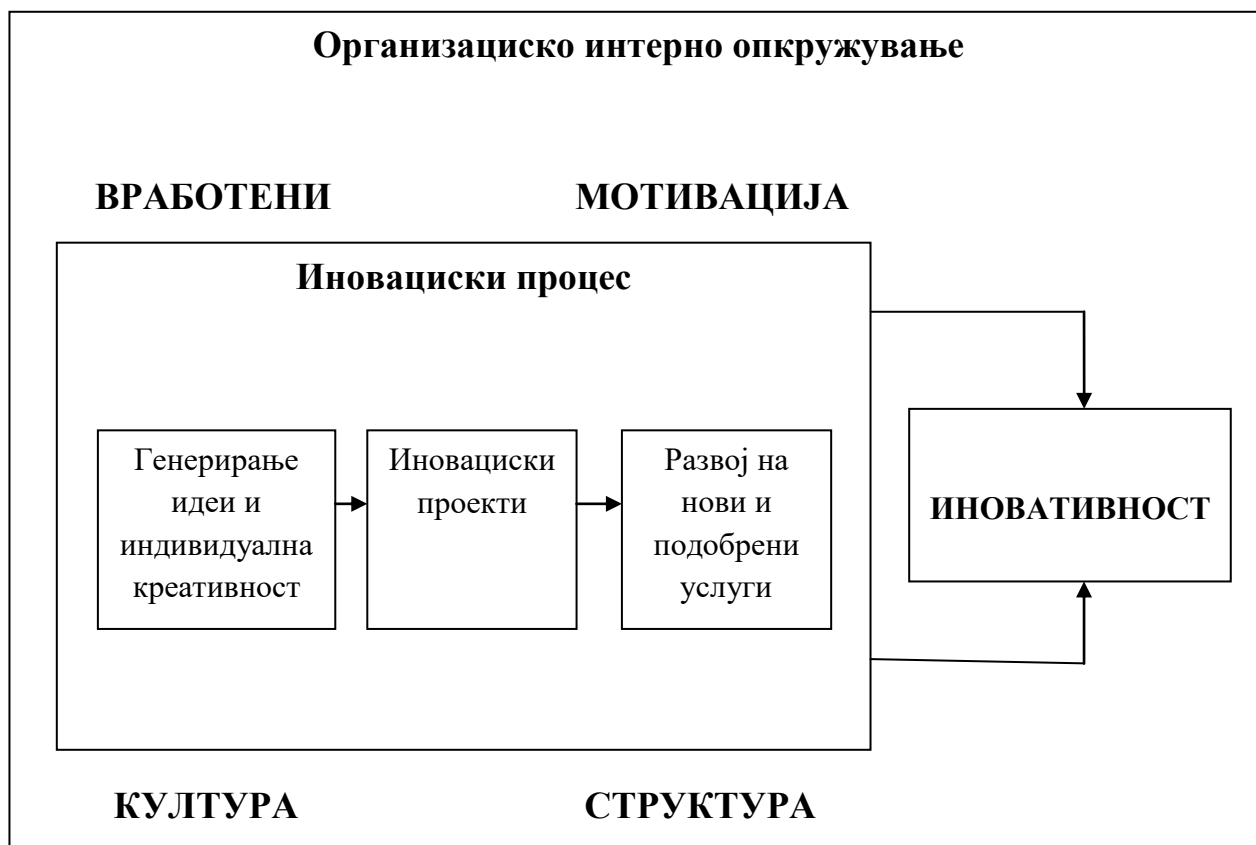 Организациско интерно опкружување
ВРАБОТЕНИ
МОТИВАЦИЈА
Иновациски процес
Генерирање
идеи и
индивидуална
креативност
Иновациски
проекти
Развој на
нови и
подобрени
услуги
ИНОВАТИВНОСТ
КУЛТУРА
СТРУКТУРА